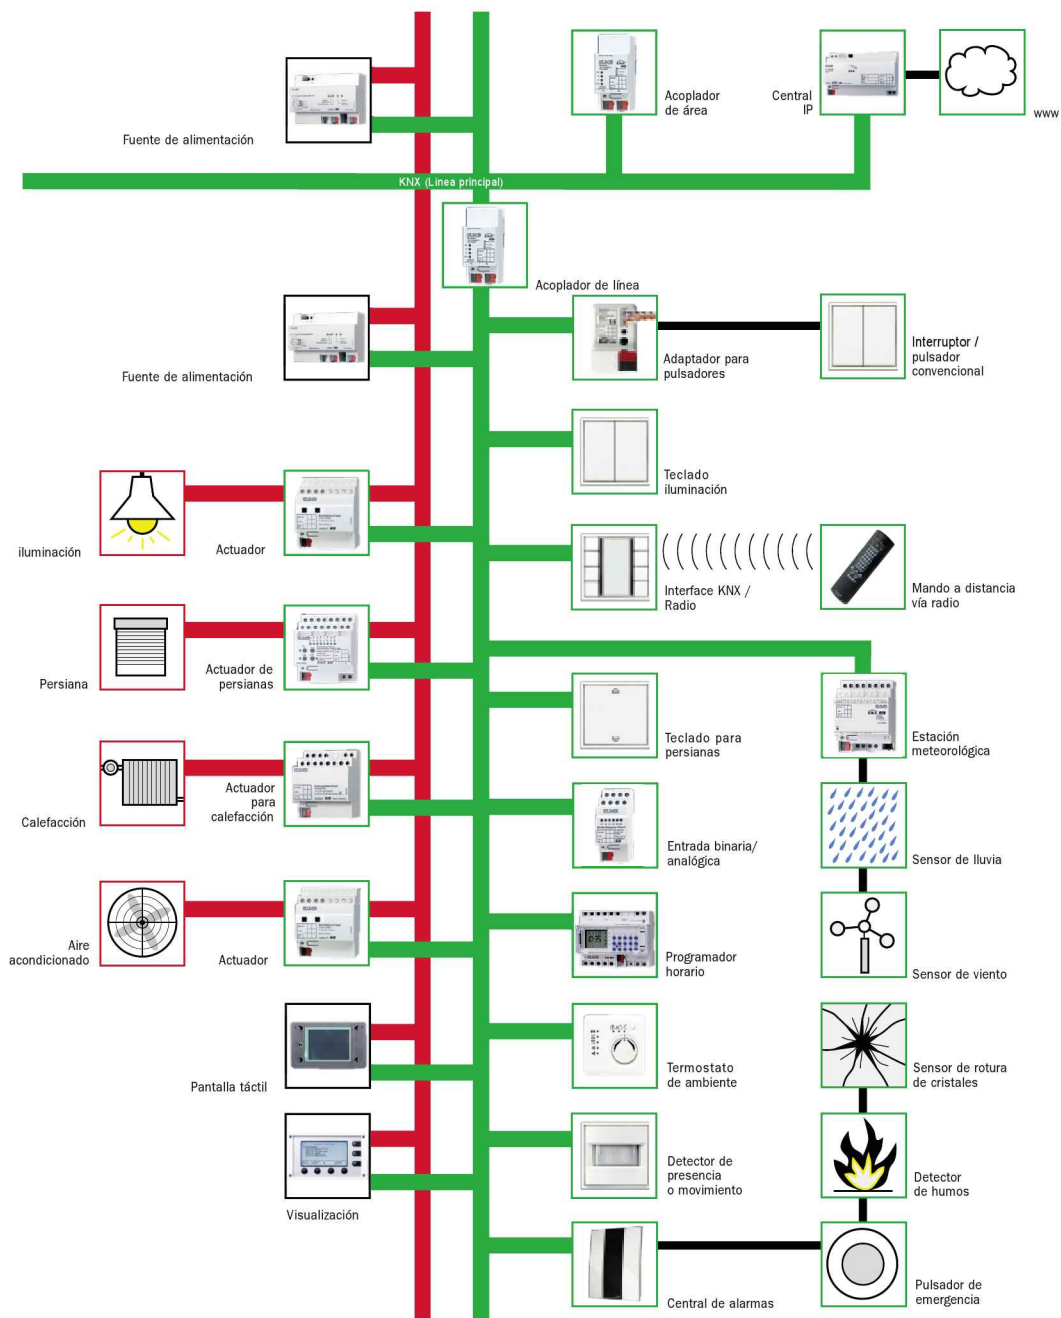 Fuente de alimentación
Acoplador
de área
Central
IP
www
KNX (Linea principal)
Acoplador de línea
Fuente de alimentación
Adaptador para
pulsadores
Interruptor /
pulsador
convencional
Teclado
iluminación
iluminación
Actuador
Interface KNX /
Radio
Mando a distancia
vía radio
Persiana
Actuador de
persianas
Teclado para
persianas
Estación
meteorológica
Calefacción
Actuador
para
calefacción
Entrada binaria/
analógica
Sensor de lluvia
Aire
acondicionado
Actuador
Programador
horario
Sensor de viento
Pantalla táctil
Termostato
de ambiente
Sensor de rotura
de cristales
Visualización
Detector de
presencia
o movimiento
Detector
de humos
Central de alarmas
Pulsador de
emergencia